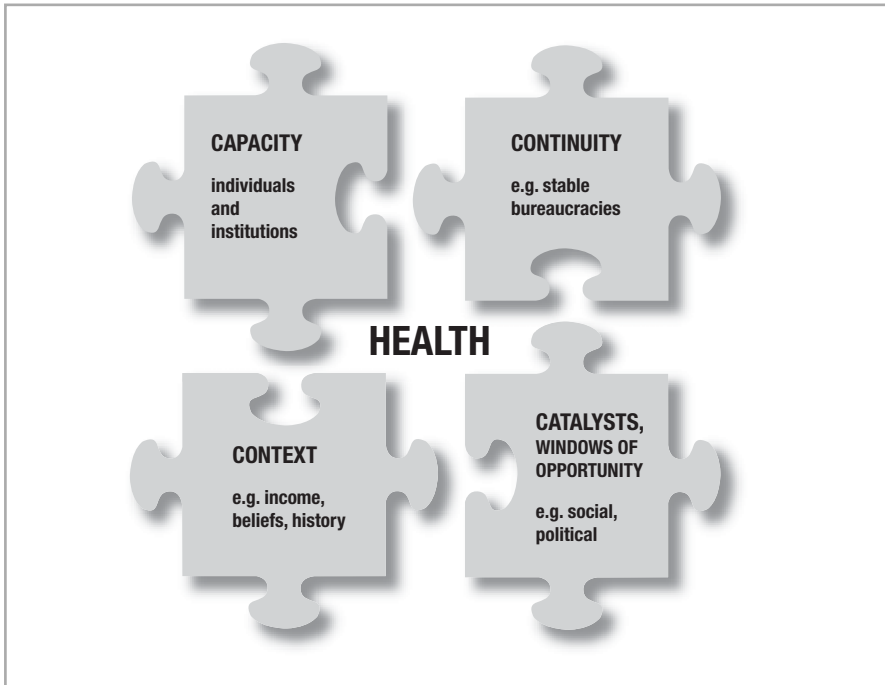 CAPACITY
individuals
and
institutions
CONTINUITY
e.g. stable
bureaucracies
HEALTH
CONTEXT
e.g. income,
beliefs, history
CATALYSTS,
WINDOWS OF
OPPORTUNITY
e.g. social,
political